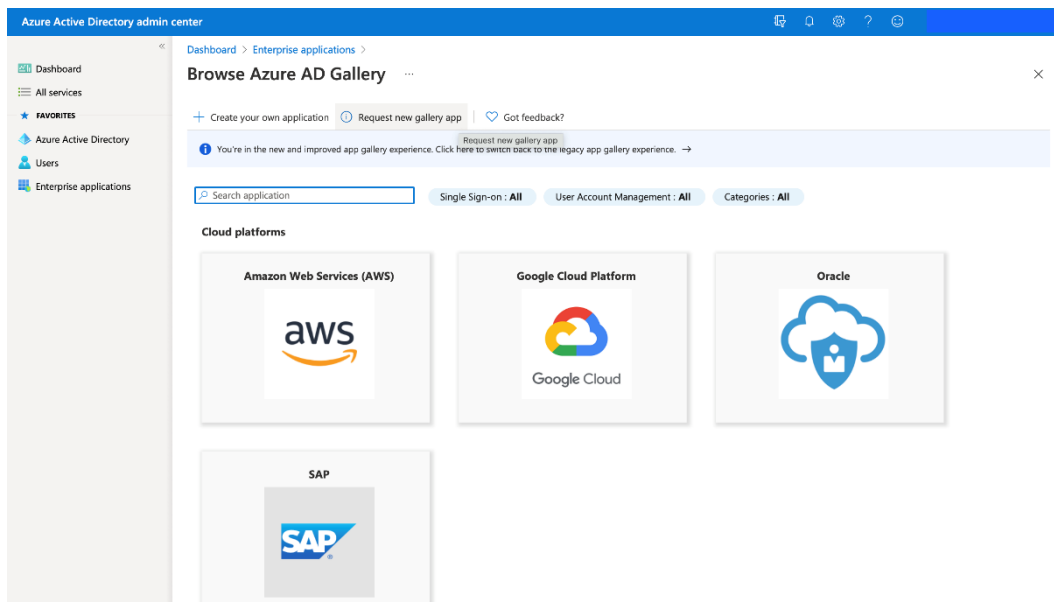 Azure Active Directory admin center
«
Dashboard
All services
FAVORITES
Azure Active Directory
Users
Enterprise applications
Dashboard > Enterprise applications >
Browse Azure AD Gallery ...
Create your own application
Request new gallery app
Got feedback?
Request new gallery app
You're in the new and improved app gallery experience. Click here to switch back to the legacy app gallery experience. →
Search application
Single Sign-on : All
User Account Management : All
Categories : All
Cloud platforms
Amazon Web Services (AWS)
aws
Google Cloud Platform
Google Cloud
Oracle
SAP
SAP